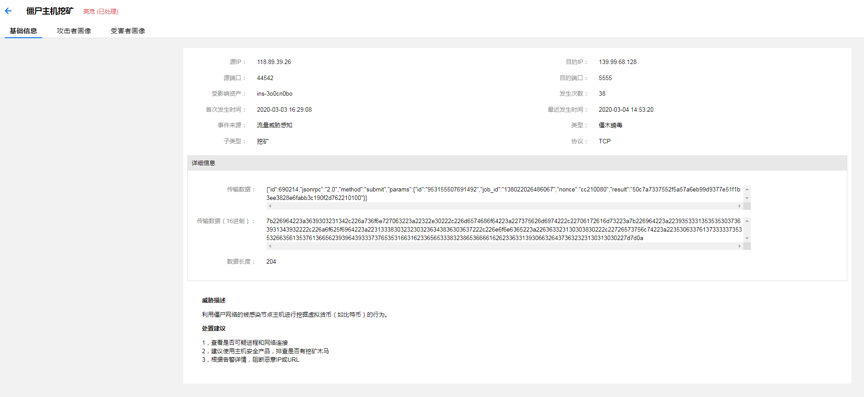 僵尸主机挖矿 高危 (已处理)
基础信息 攻击者画像 受害者画像
源IP： 118.89.39.26 目的IP： 139.99.68.128
源端口： 44542 目的端口： 5555
受影响资产： ins-3o0cn0bo 发生次数： 38
首次发生时间： 2020-03-03 16:29:08 最近发生时间： 2020-03-04 14:53:20
事件来源： 流量威胁感知 类型： 僵木蠕毒
子类型： 挖矿 协议： TCP
详细信息
传输数据： {"id":690214,"jsonrpc":"2.0","method":"submit","params":{"id":"953155507691492","job_id":"138022026486067","nonce":"cc210080","result":"50c7a7337552f5a57a6eb99d9377e51f1b
3ee3828e6fabb3c190f2d762210100"}}
传输数据（16进制）：
数据长度： 204
威胁描述
利用僵尸网络的被感染节点主机进行挖掘虚拟货币（如比特币）的行为。
处置建议
1，查看是否可疑进程和网络连接
2，建议使用主机安全产品，排查是否有挖矿木马
3，根据告警详情，阻断恶意IP或URL